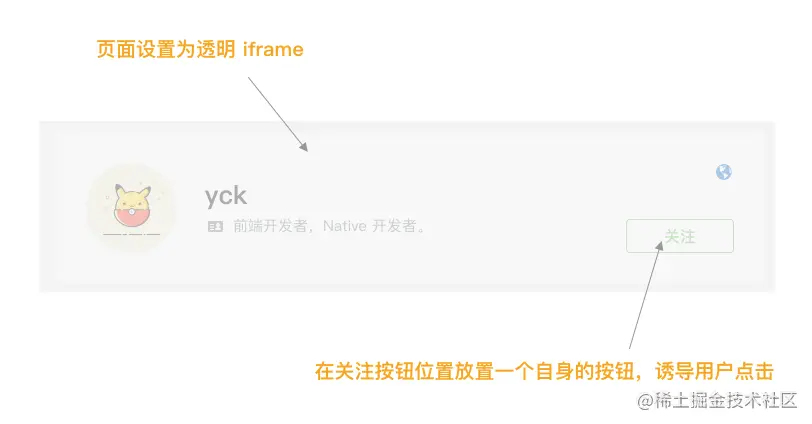 页面设置为透明 iframe
yck
前端开发者，Native 开发者。
关注
在关注按钮位置放置一个自身的按钮，诱导用户点击
@稀土掘金技术社区